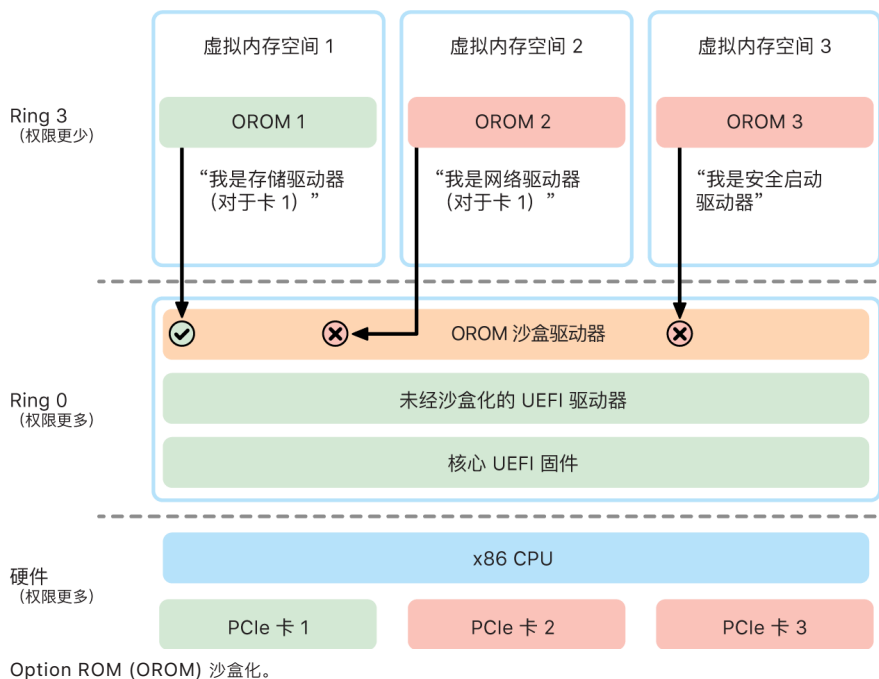 虚拟内存空间 1
虚拟内存空间 2
虚拟内存空间 3
Ring 3
(权限更少)
OROM 1
OROM 2
OROM 3
“我是存储驱动器
(对于卡 1)”
“我是网络驱动器
(对于卡 1)”
“我是安全启动
驱动器”
OROM 沙盒驱动器
Ring 0
(权限更多)
未经沙盒化的 UEFI 驱动器
核心 UEFI 固件
硬件
(权限更多)
x86 CPU
PCIe 卡 1
PCIe 卡 2
PCIe 卡 3
Option ROM (OROM) 沙盒化。